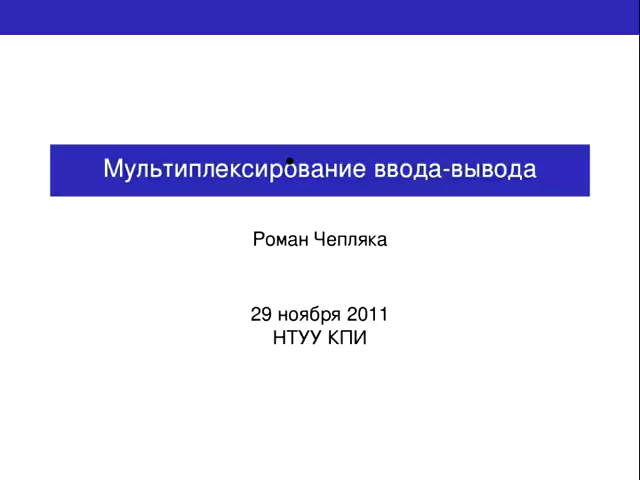 Мультиплексирование ввода-вывода
Роман Чепляка
29 ноября 2011
НТУУ КПИ